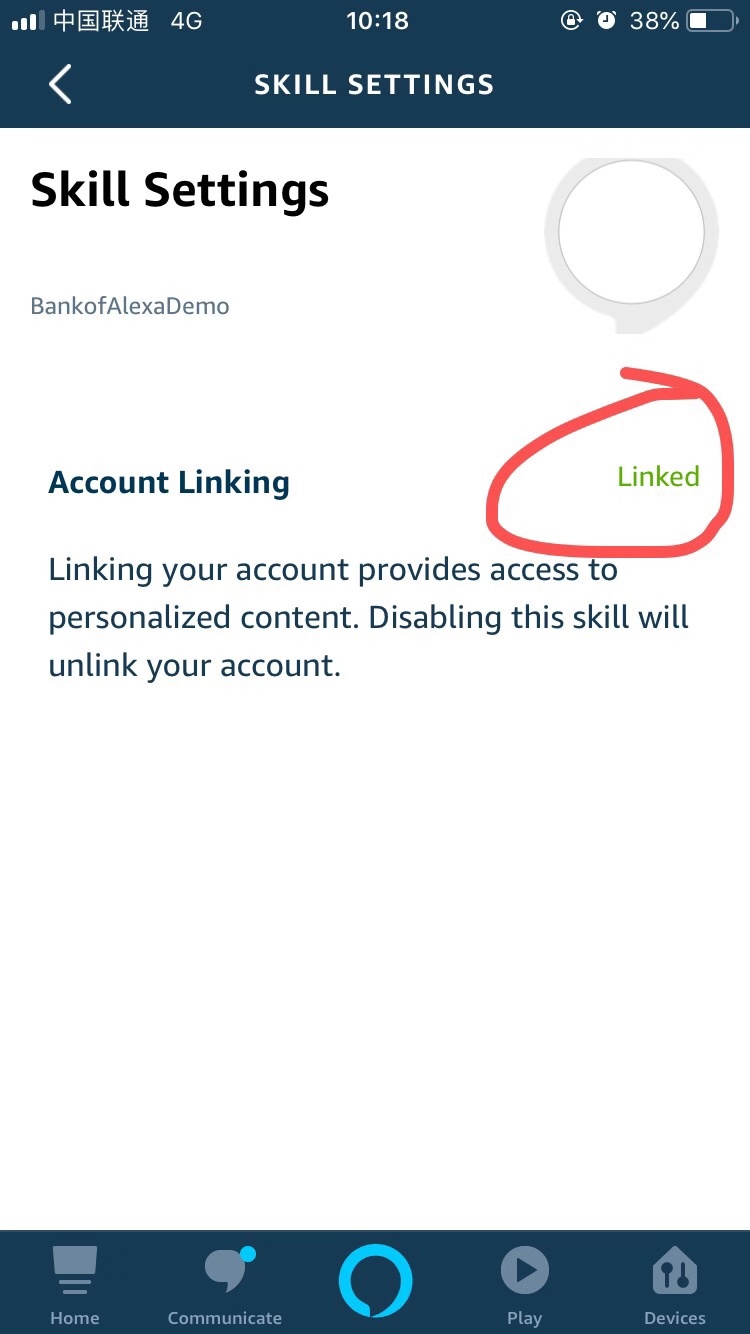 中国联通 4G 10:18 38%
SKILL SETTINGS
Skill Settings
BankofAlexaDemo
Account Linking Linked
Linking your account provides access to
personalized content. Disabling this skill will
unlink your account.
Home Communicate Play Devices